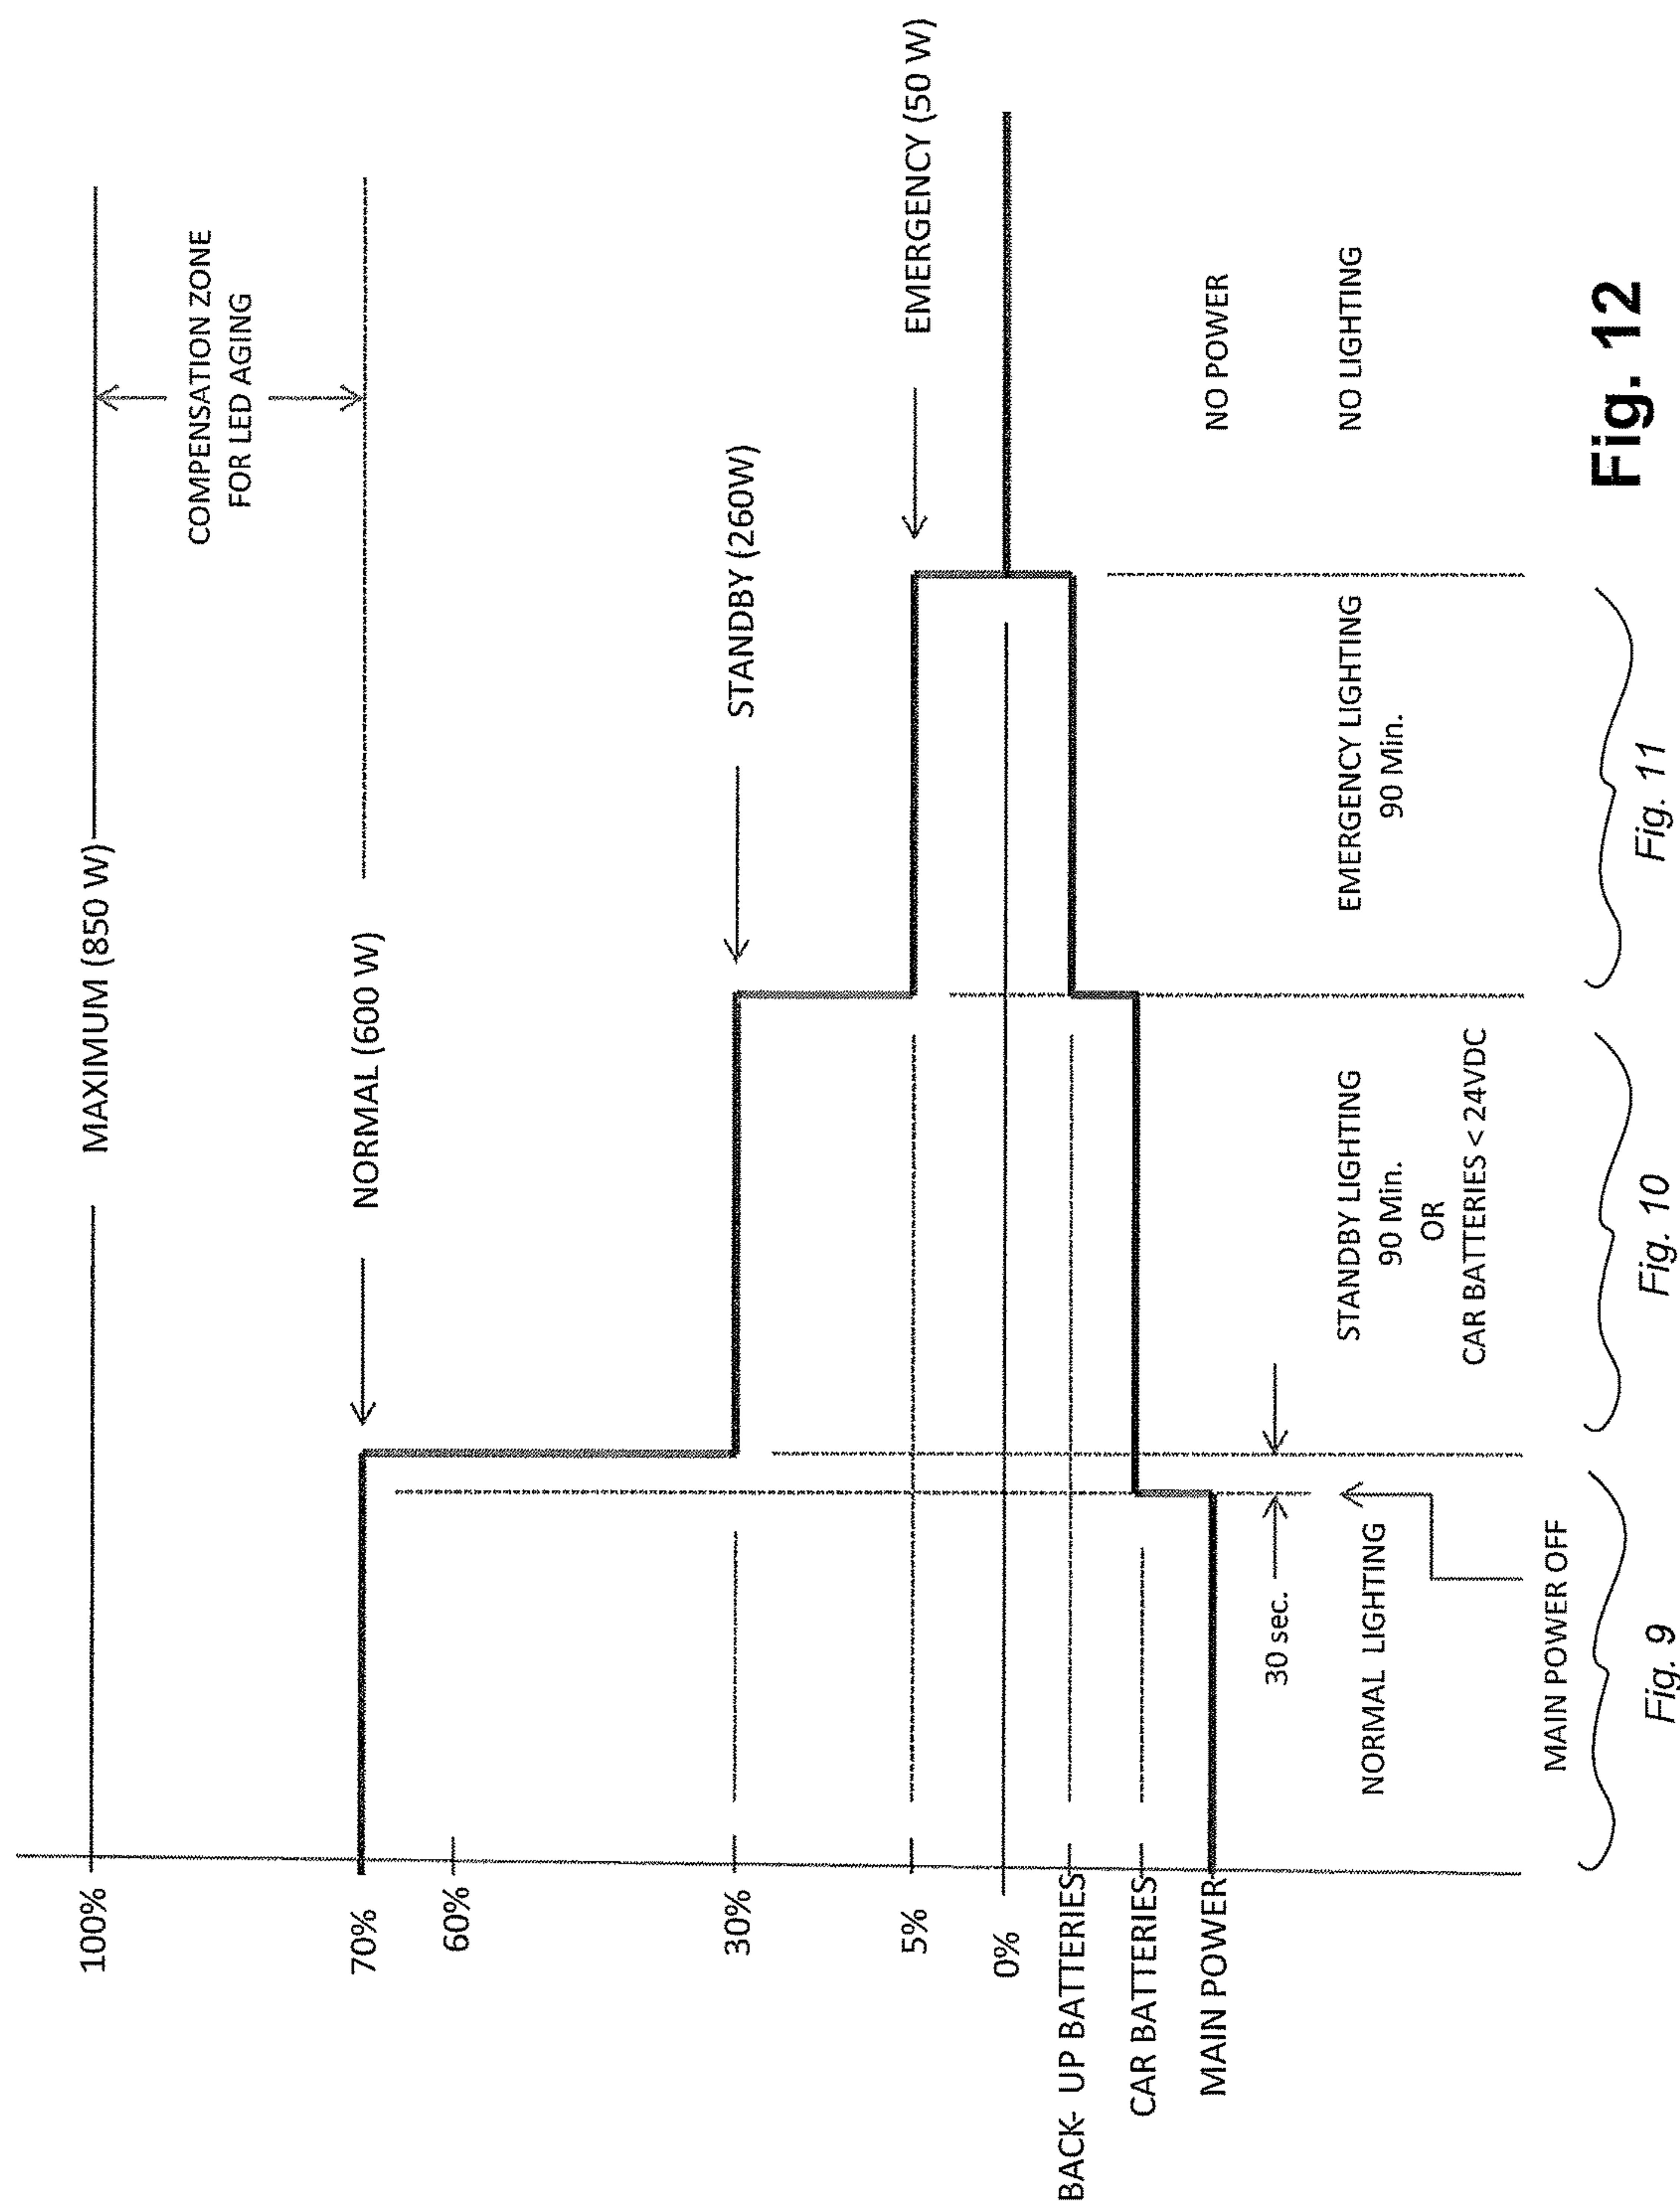 100%
MAXIMUM (850 W)
COMPENSATION ZONE
FOR LED AGING
70%
NORMAL (600 W)
60%
30%
STANDBY (260W)
5%
EMERGENCY (50 W)
0%
BACK- UP BATTERIES
CAR BATTERIES
MAIN POWER
30 sec.
NORMAL LIGHTING
MAIN POWER OFF
STANDBY LIGHTING
90 Min.
OR
CAR BATTERIES < 24VDC
EMERGENCY LIGHTING
90 Min.
NO POWER
NO LIGHTING
Fig. 9
Fig. 10
Fig. 11
Fig. 12